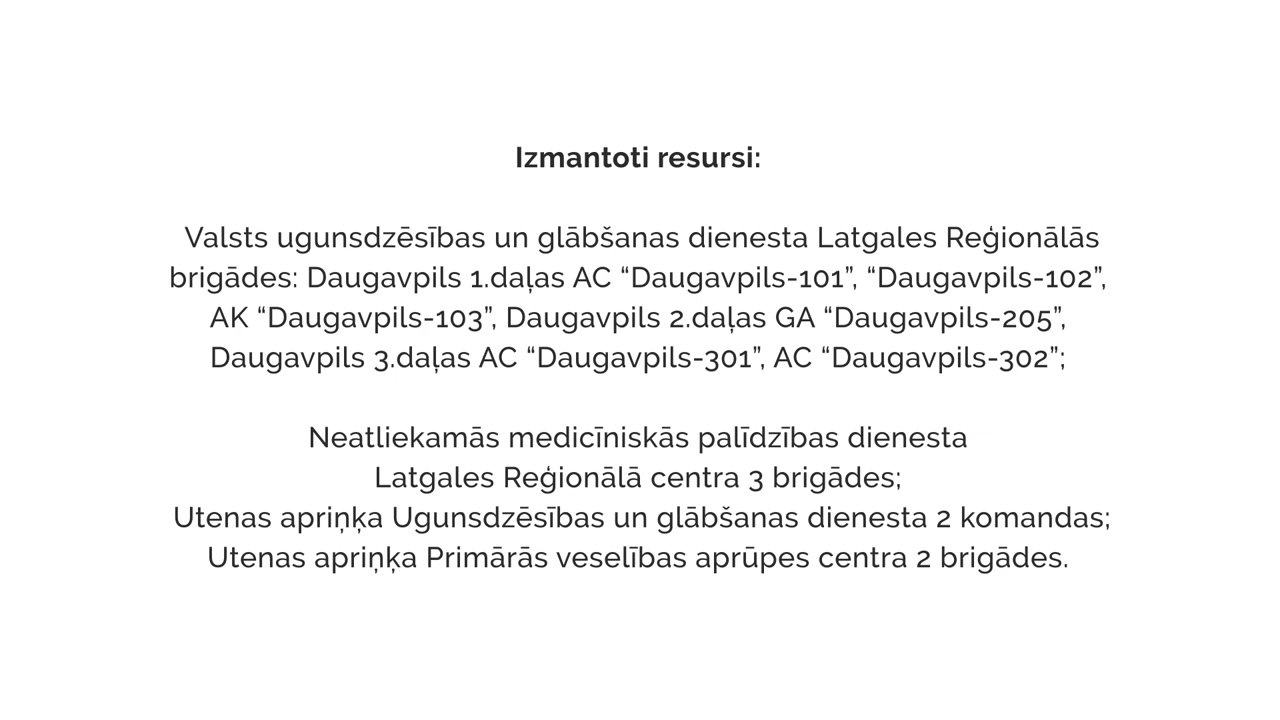 Izmantoti resursi:
Valsts ugunsdzēsības un glābšanas dienesta Latgales Reģionālās
brigādes: Daugavpils 1.daļas AC “Daugavpils-101”, “Daugavpils-102”,
AK “Daugavpils-103”, Daugavpils 2.daļas GA “Daugavpils-205”,
Daugavpils 3.daļas AC “Daugavpils-301”, AC “Daugavpils-302”;
Neatliekamās medicīniskās palīdzības dienesta
Latgales Reģionālā centra 3 brigādes;
Utenas apriņķa Ugunsdzēsības un glābšanas dienesta 2 komandas;
Utenas apriņķa Primārās veselības aprūpes centra 2 brigādes.